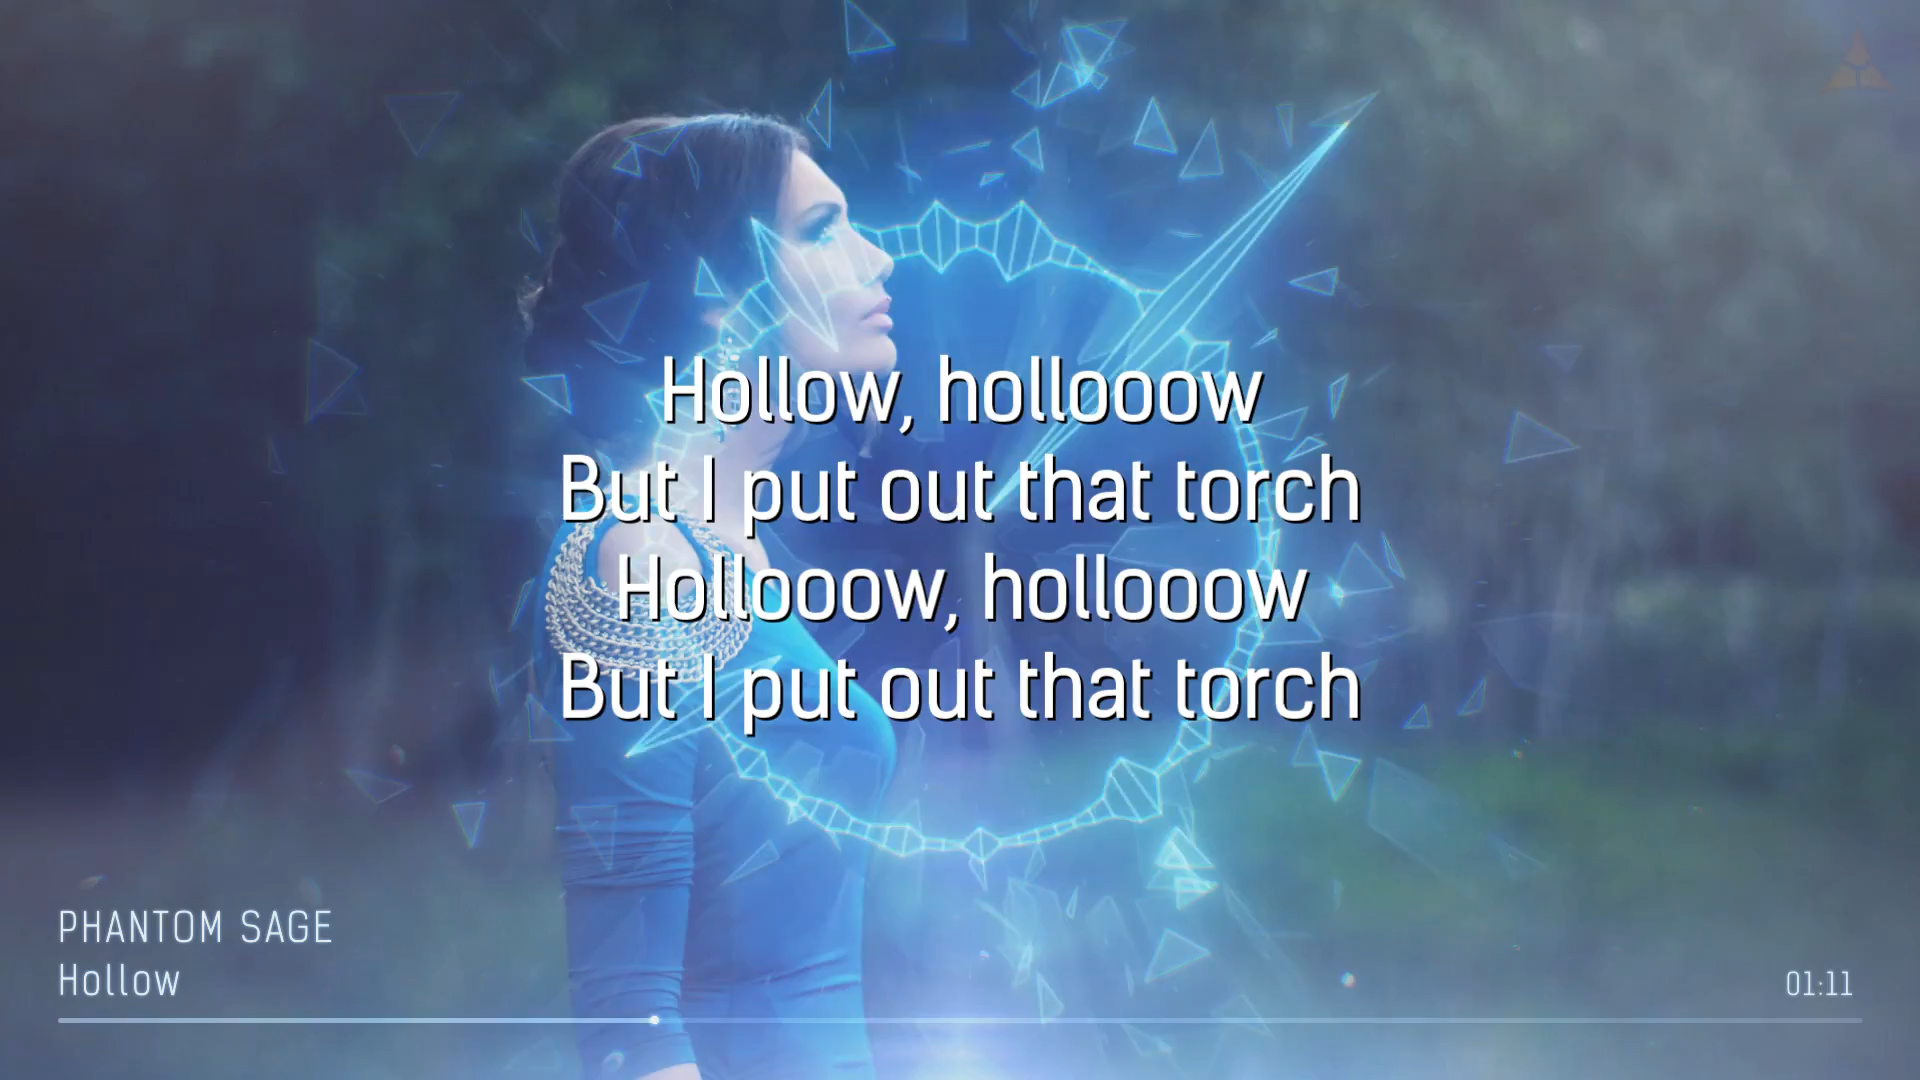 Hollow, hollooow
But I put out that torch
Hollooow, hollooow
But I put out that torch
PHANTOM SAGE
Hollow
01:11